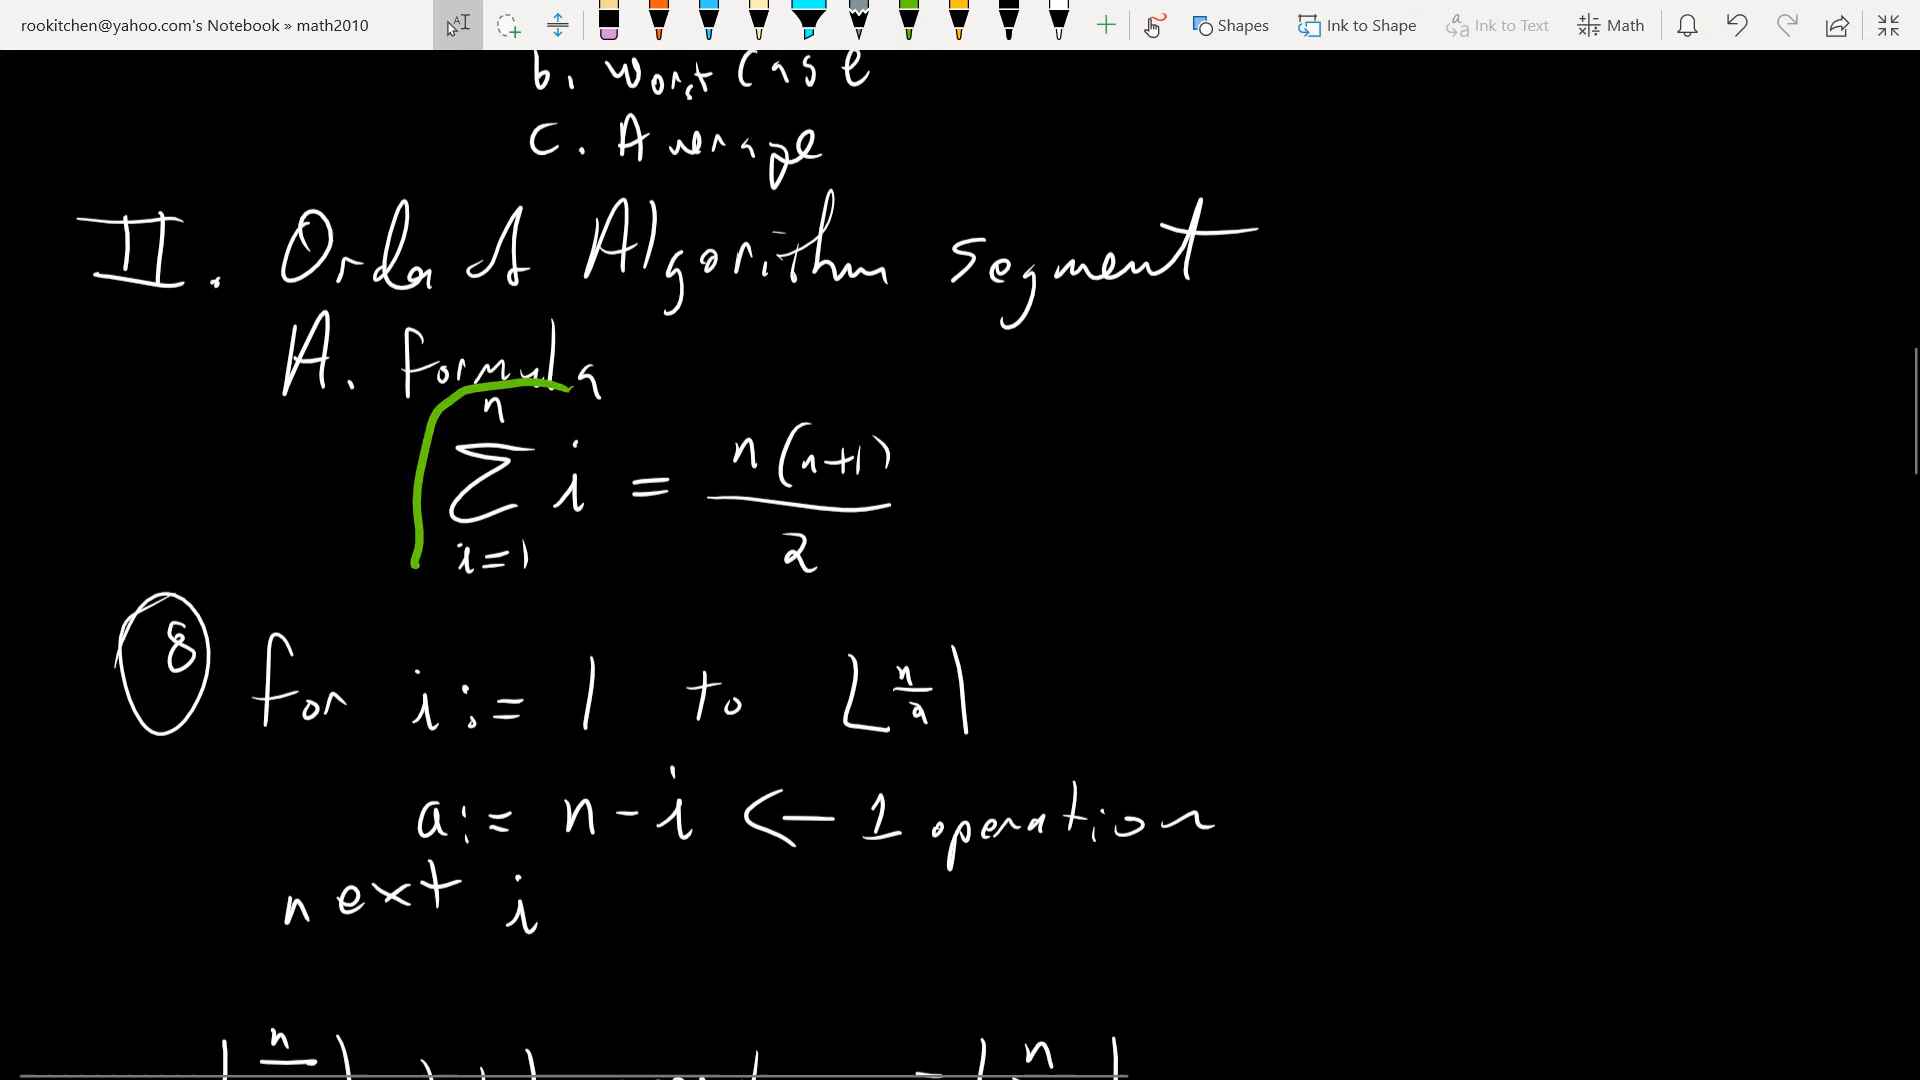 rookitchen@yahoo.com's Notebook » math2010 Shapes Ink to Shape Ink to Text Math
b. worst case
c. Average
II. Order of Algorithm segment
A. formula
n
∑ i = n(n+1)
i=1 2
8 for i := 1 to ⌊n/2⌋
a := n - i ← 1 operation
next i
n n